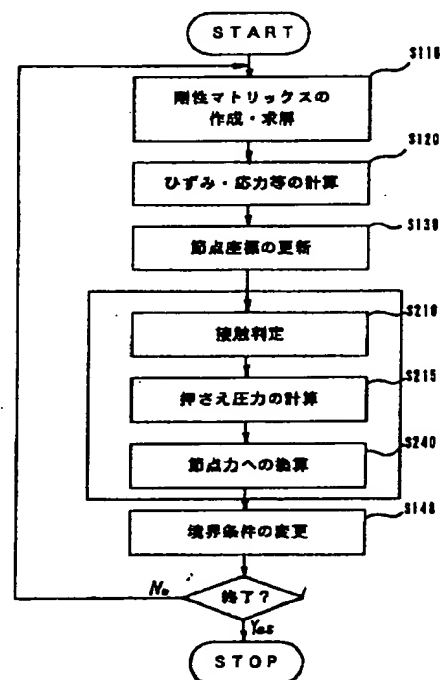 START
S110
剛性マトリックスの
作成・求解
S120
ひずみ・応力等の計算
S130
節点座標の更新
S210
接触判定
S215
押さえ圧力の計算
S240
節点力への換算
S140
境界条件の変更
No
終了?
Yes
STOP